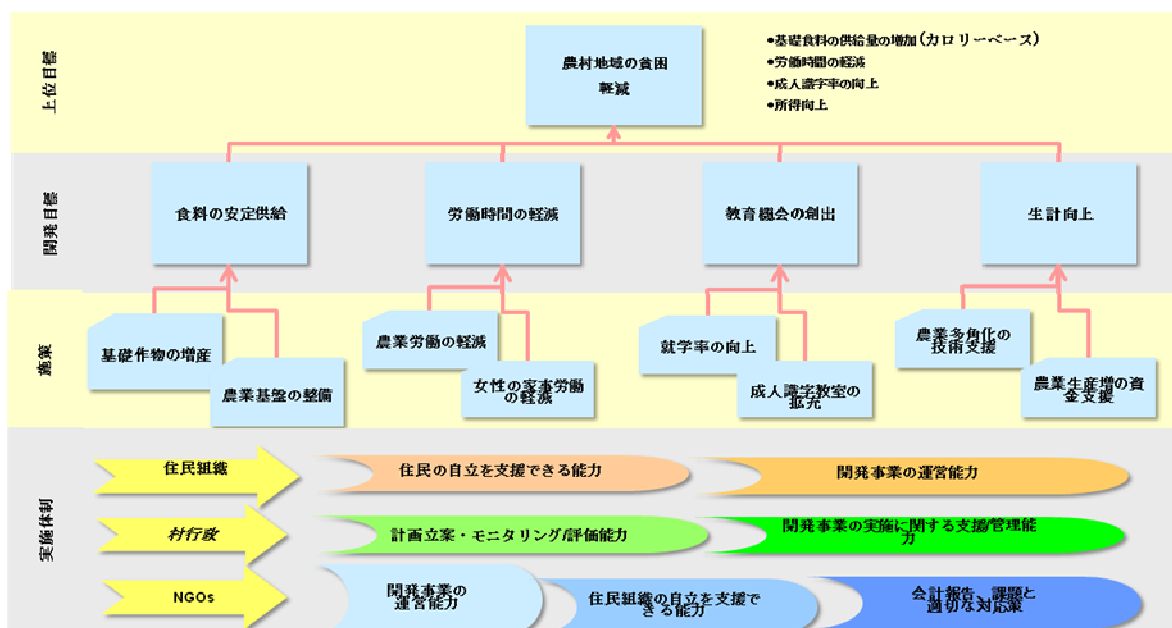 上位目標
農村地域の貧困
軽減
•基礎食料の供給量の増加(カロリーベース)
•労働時間の軽減
•成人識字率の向上
•所得向上
開発目標
食料の安定供給
労働時間の軽減
教育機会の創出
生計向上
施策
基礎作物の増産
農業基盤の整備
農業労働の軽減
女性の家事労働
の軽減
就学率の向上
成人識字教室の
拡充
農業多角化の
技術支援
農業生産増の資
金支援
実施体制
住民組織
住民の自立を支援できる能力
開発事業の運営能力
村行政
計画立案・モニタリング/評価能力
開発事業の実施に関する支援/管理能
力
NGOs
開発事業の
運営能力
住民組織の自立を支援で
きる能力
会計報告、課題と
適切な対応策